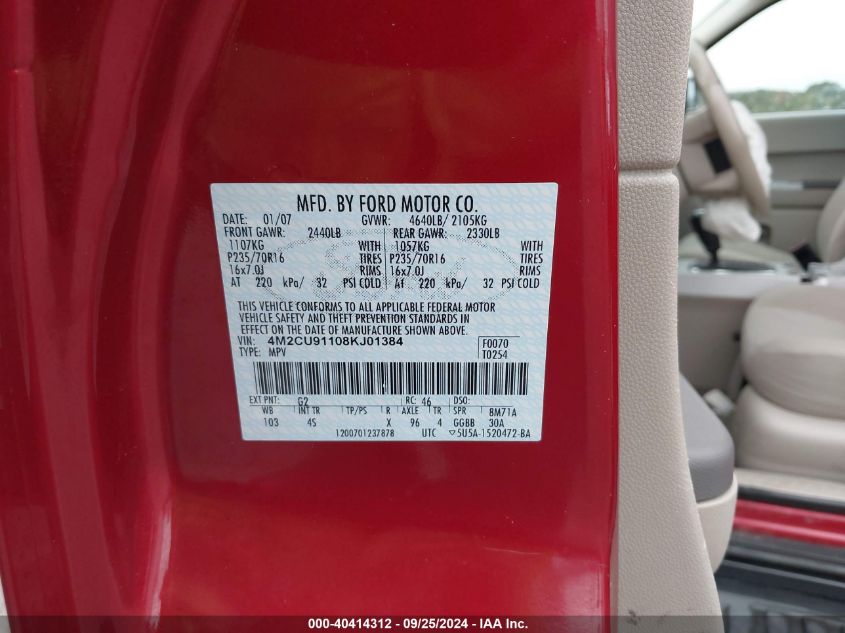 MFD. BY FORD MOTOR CO.
DATE: 01/07 GVWR: 4640LB/ 2105KG
FRONT GAWR: 2440LB REAR GAWR: 2330LB
1107KG WITH 1057KG WITH
P235/70R16 TIRES P235/70R16 TIRES
16x7.0J RIMS 16x7.0J RIMS
AT 220 kPa/ 32 PSI COLD AT 220 kPa/ 32 PSI COLD
THIS VEHICLE CONFORMS TO ALL APPLICABLE FEDERAL MOTOR
VEHICLE SAFETY AND THEFT PREVENTION STANDARDS IN
EFFECT ON THE DATE OF MANUFACTURE SHOWN ABOVE.
VIN: 4M2CU91108KJ01384 F0070
TYPE: MPV T0254
EXT PNT: G2 RC: 46 DSO:
WB INT TR TP/PS R AXLE TR SPR BM71A
103 4S X 96 4 GGBB 30A
1200701237878 UTC ▽5U5A-1520472-BA
000-40414312 - 09/25/2024 - IAA Inc.